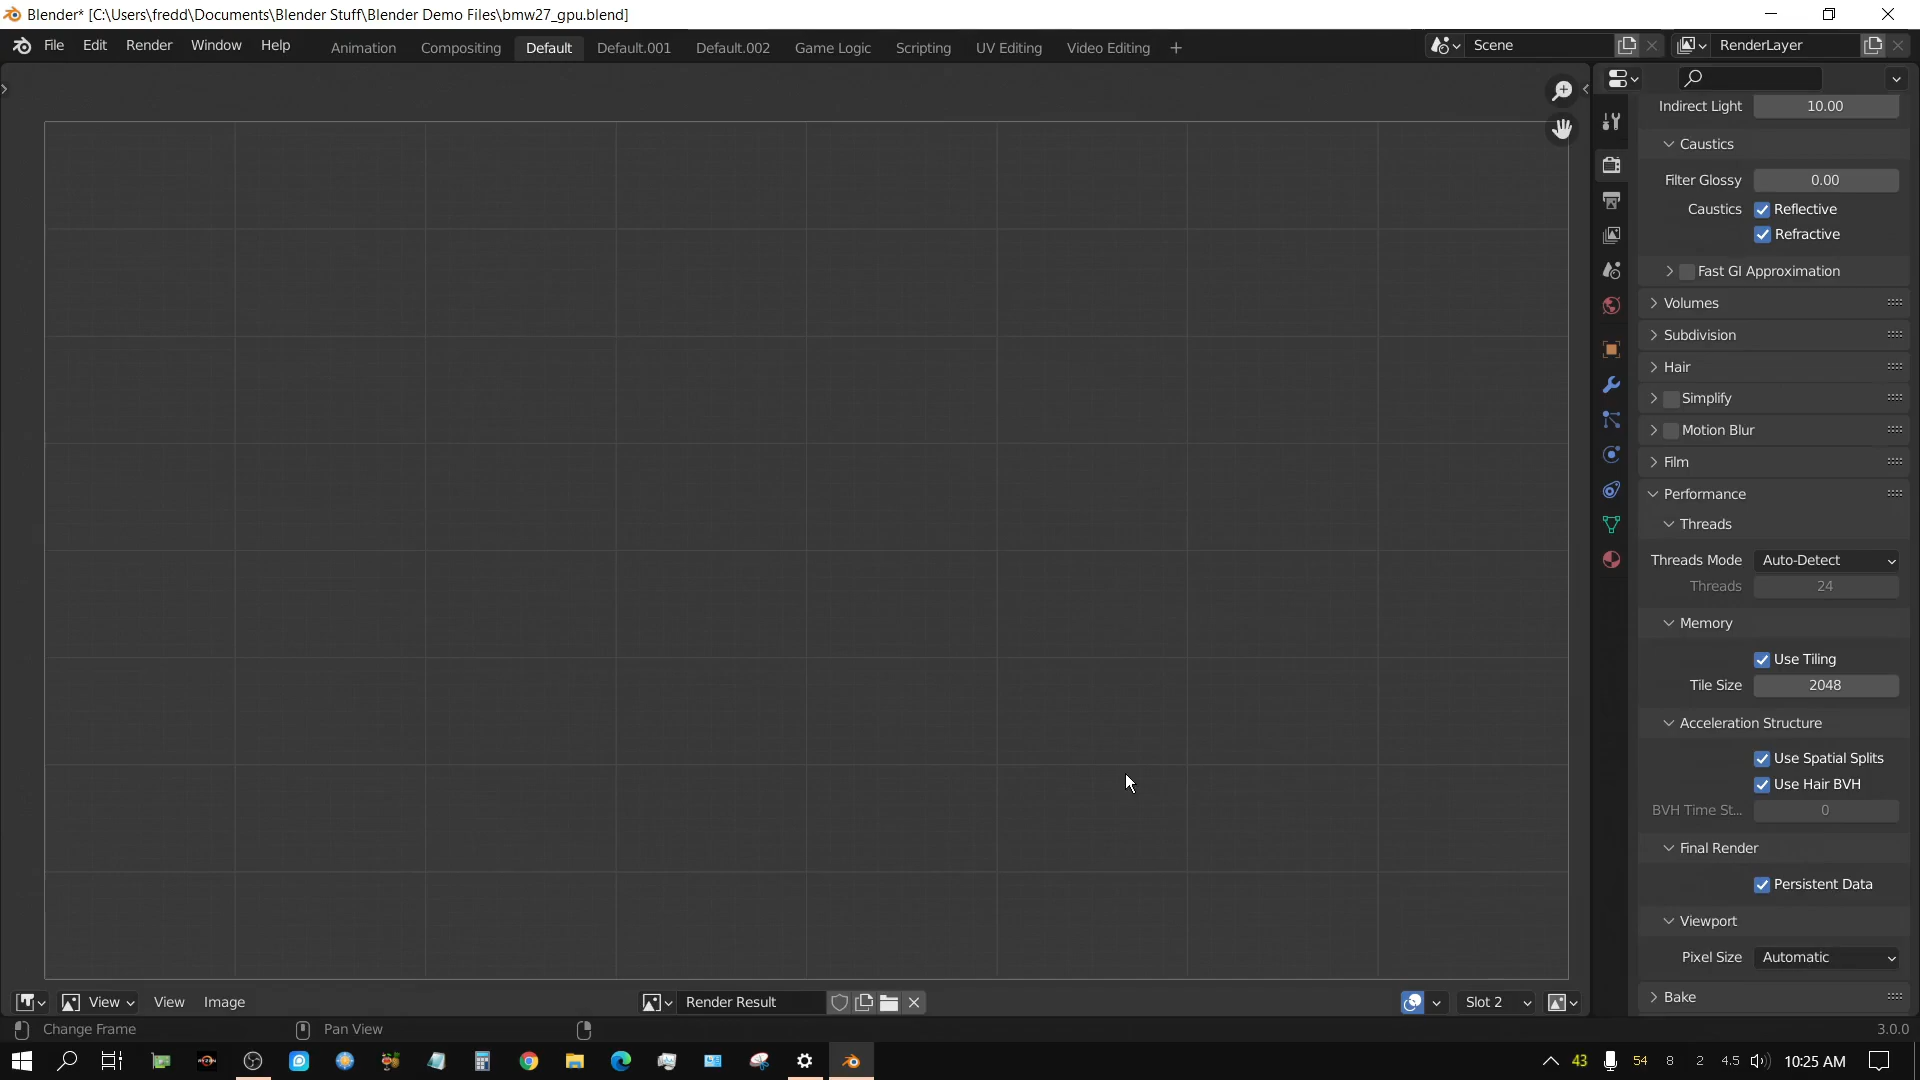 Blender* [C:\Users\fredd\Documents\Blender Stuff\Blender Demo Files\bmw27_gpu.blend]
File Edit Render Window Help Animation Compositing Default Default.001 Default.002 Game Logic Scripting UV Editing Video Editing + Scene RenderLayer
Indirect Light 10.00
Caustics
Filter Glossy 0.00
Caustics Reflective
Refractive
Fast GI Approximation
Volumes
Subdivision
Hair
Simplify
Motion Blur
Film
Performance
Threads
Threads Mode Auto-Detect
Threads 24
Memory
Use Tiling
Tile Size 2048
Acceleration Structure
Use Spatial Splits
Use Hair BVH
BVH Time St... 0
Final Render
Persistent Data
Viewport
Pixel Size Automatic
Bake
View View Image Render Result Slot 2
Change Frame Pan View 3.0.0
43 54 8 2 4.5 10:25 AM